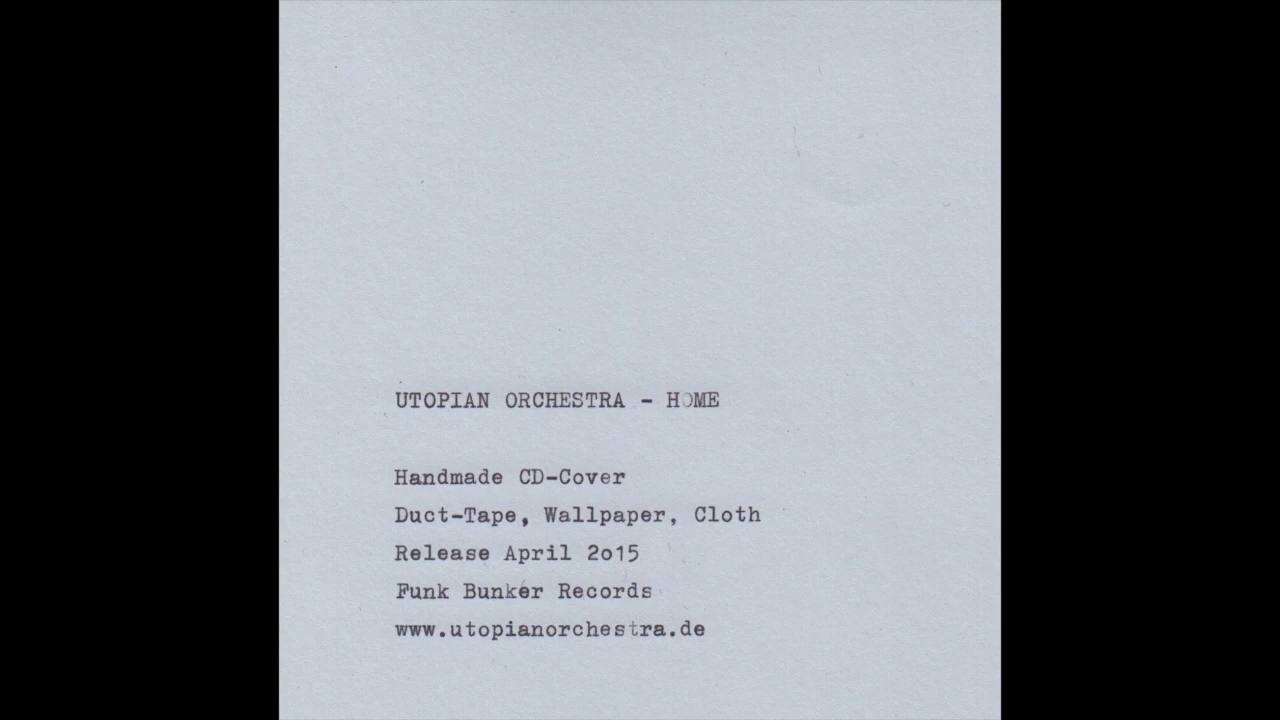 UTOPIAN ORCHESTRA - HOME
Handmade CD-Cover
Duct-Tape, Wallpaper, Cloth
Release April 2o15
Funk Bunker Records
www.utopianorchestra.de